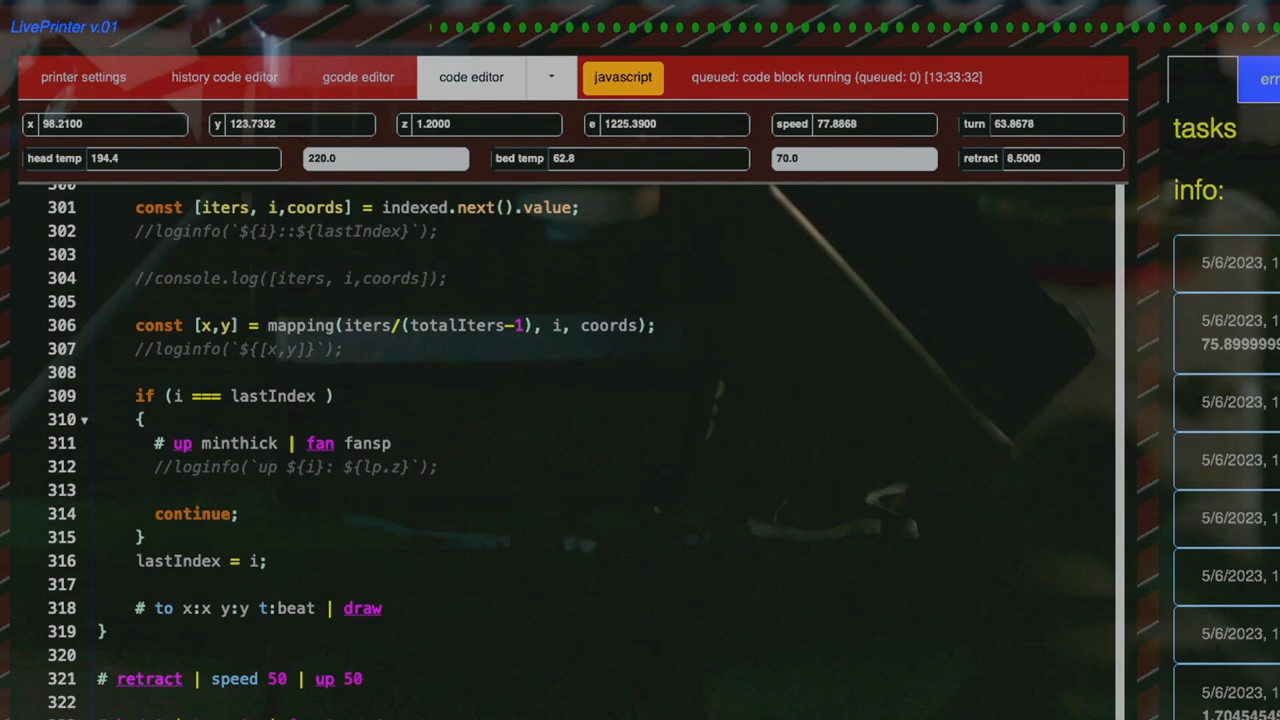 LivePrinter v.01
printer settings history code editor gcode editor code editor javascript queued: code block running (queued: 0) [13:33:32]
x 98.2100 y 123.7332 z 1.2000 e 1225.3900 speed 77.8868 turn 63.8678
head temp 194.4 220.0 bed temp 62.8 70.0 retract 8.5000
300
301 const [iters, i,coords] = indexed.next().value;
302 //loginfo(`${i}::${lastIndex}`);
303
304 //console.log([iters, i,coords]);
305
306 const [x,y] = mapping(iters/(totalIters-1), i, coords);
307 //loginfo(`${[x,y]}`);
308
309 if (i === lastIndex )
310 {
311 # up minthick | fan fansp
312 //loginfo(`up ${i}: ${lp.z}`);
313
314 continue;
315 }
316 lastIndex = i;
317
318 # to x:x y:y t:beat | draw
319 }
320
321 # retract | speed 50 | up 50
322
err
tasks
info:
5/6/2023, 1
5/6/2023, 1
75.8999999
5/6/2023, 1
5/6/2023, 1
5/6/2023, 1
5/6/2023, 1
5/6/2023, 1
5/6/2023, 1
1.70454545